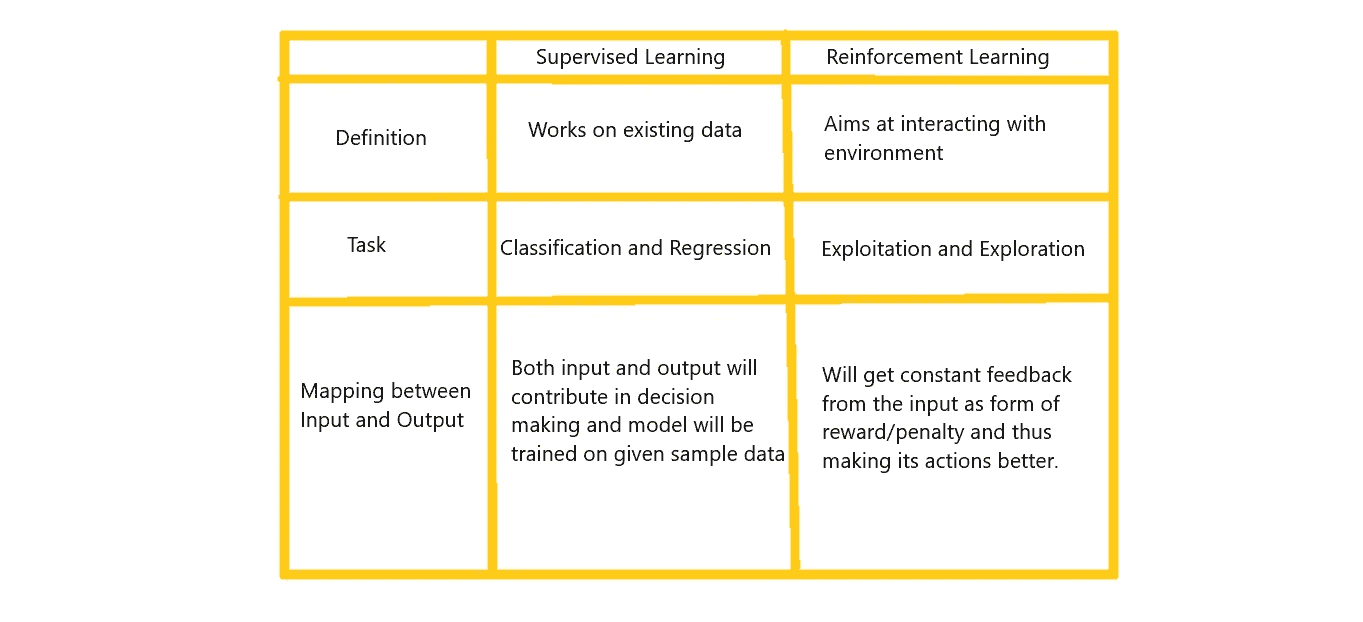 Supervised Learning
Reinforcement Learning
Definition
Works on existing data
Aims at interacting with
environment
Task
Classification and Regression
Exploitation and Exploration
Mapping between
Input and Output
Both input and output will
contribute in decision
making and model will be
trained on given sample data
Will get constant feedback
from the input as form of
reward/penalty and thus
making its actions better.